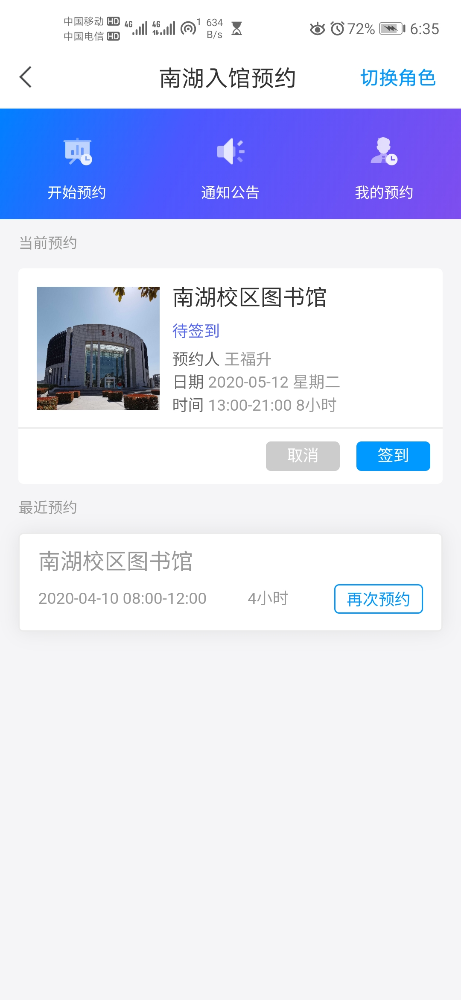 中国移动 HD 4G 4G 1 634 72% 6:35
中国电信 HD B/s
南湖入馆预约 切换角色
开始预约 通知公告 我的预约
当前预约
图书馆
南湖校区图书馆
待签到
预约人 王福升
日期 2020-05-12 星期二
时间 13:00-21:00 8小时
取消 签到
最近预约
南湖校区图书馆
2020-04-10 08:00-12:00 4小时 再次预约